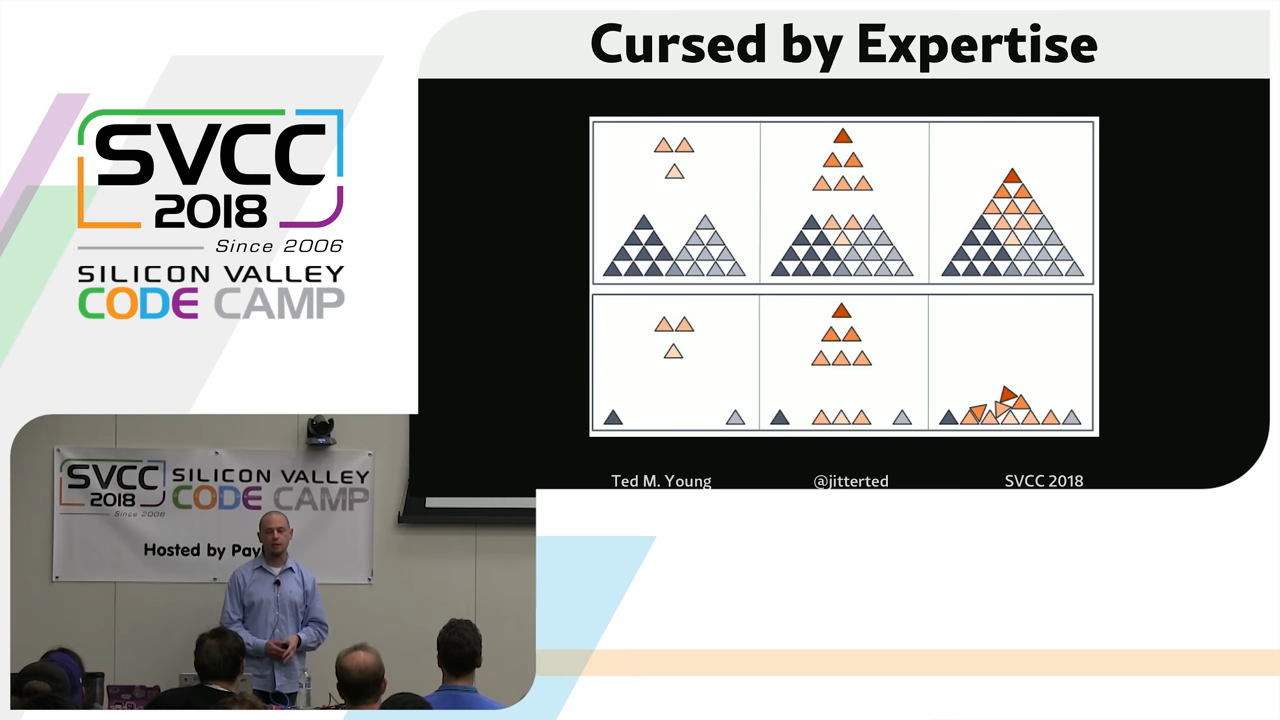 Cursed by Expertise
SVCC
2018
Since 2006
SILICON VALLEY
CODE CAMP
Ted M. Young
@jitterted
SVCC 2018
SVCC
2018
Since 2006
SILICON VALLEY
CODE CAMP
Hosted by